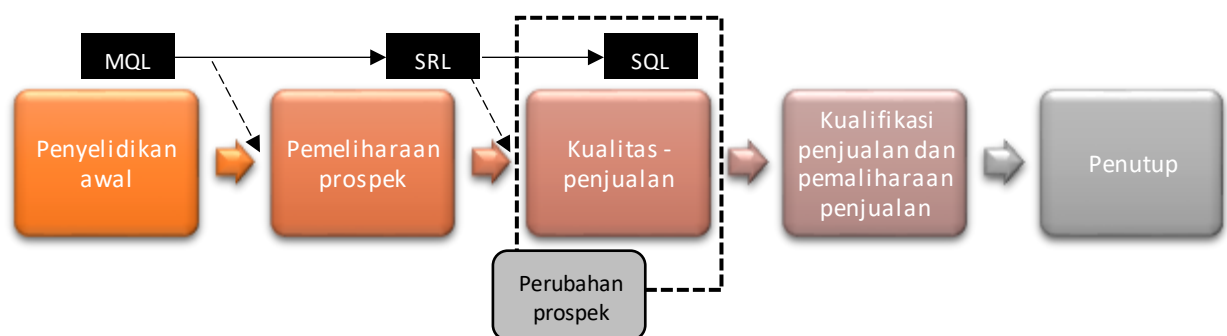 MQL
SRL
SQL
Penyelidikan
awal
Pemeliharaan
prospek
Kualitas -
penjualan
Kualifikasi
penjualan dan
pemaliharaan
penjualan
Penutup
Perubahan
prospek